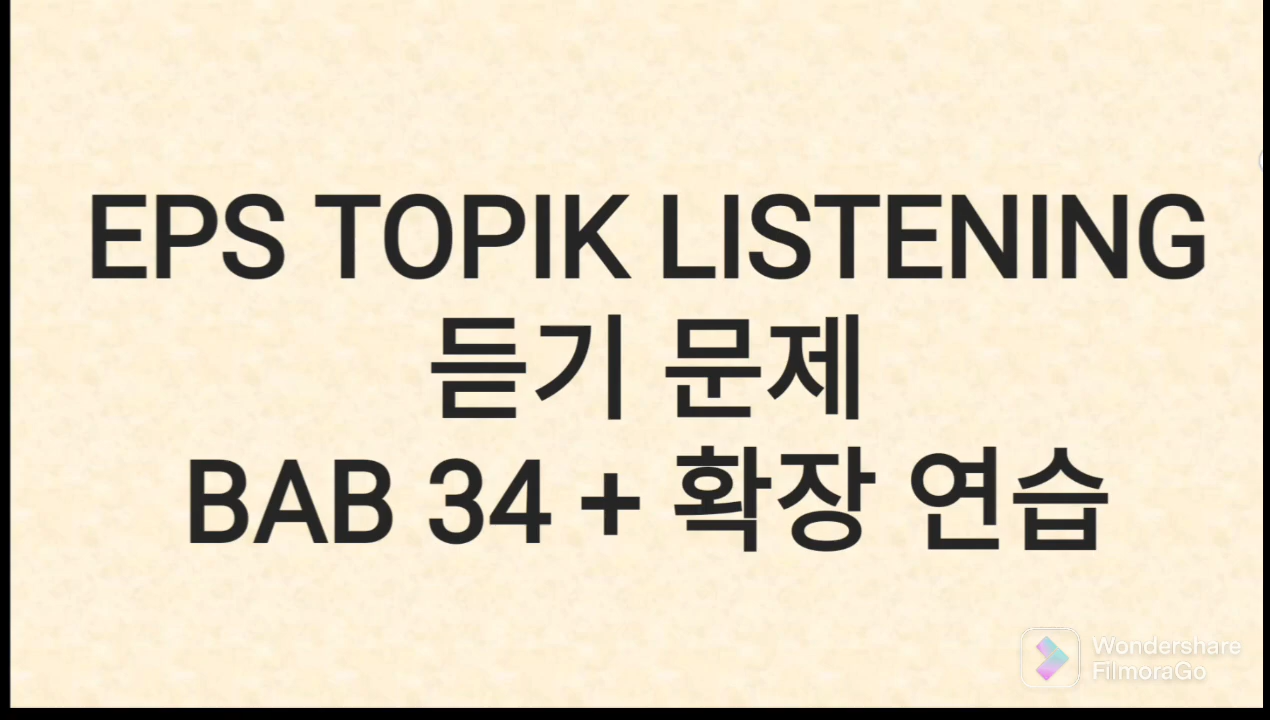 EPS TOPIK LISTENING
듣기 문제
BAB 34 + 확장 연습
Wondershare
FilmoraGo